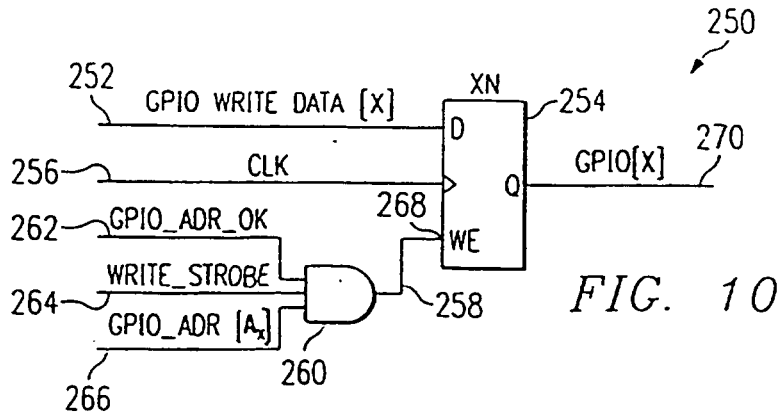 250
252
GPIO WRITE DATA [X]
XN
254
D
256
CLK
Q
GPIO[X]
270
262
GPIO_ADR_OK
268
WE
264
WRITE_STROBE
258
GPIO_ADR [Ax]
266
260
FIG. 10